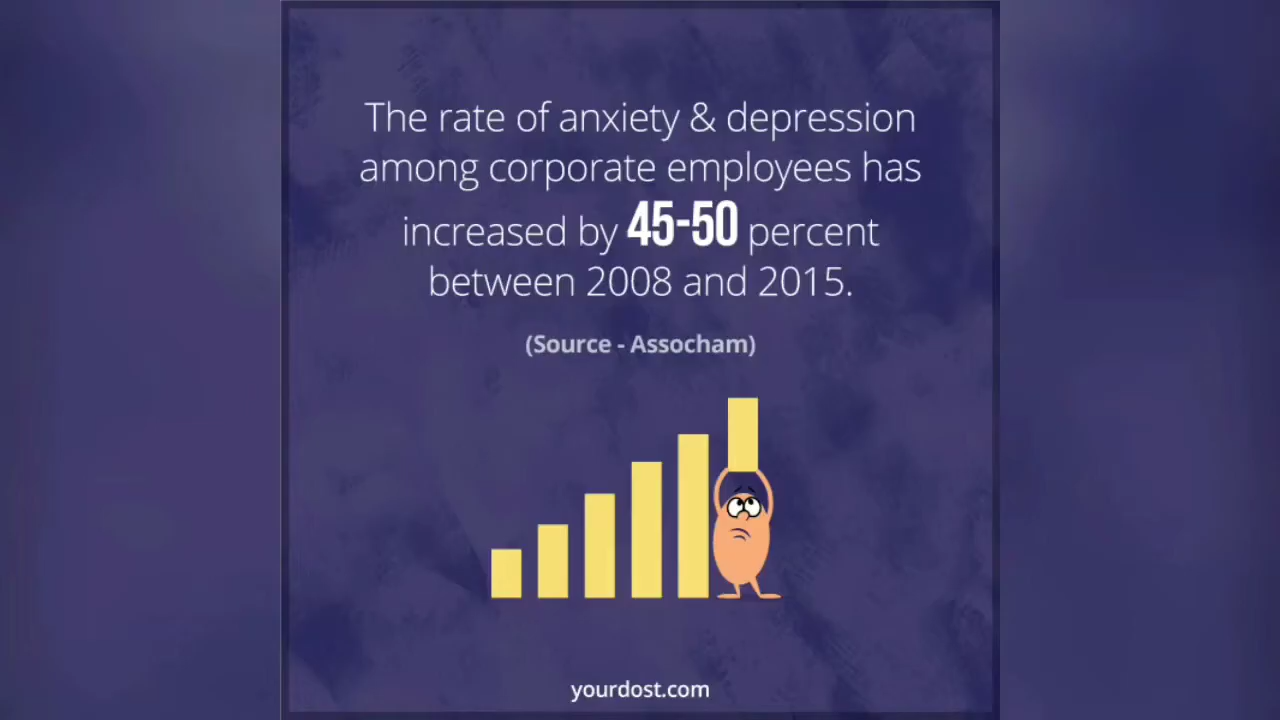 The rate of anxiety & depression
among corporate employees has
increased by 45-50 percent
between 2008 and 2015.
(Source - Assocham)
yourdost.com